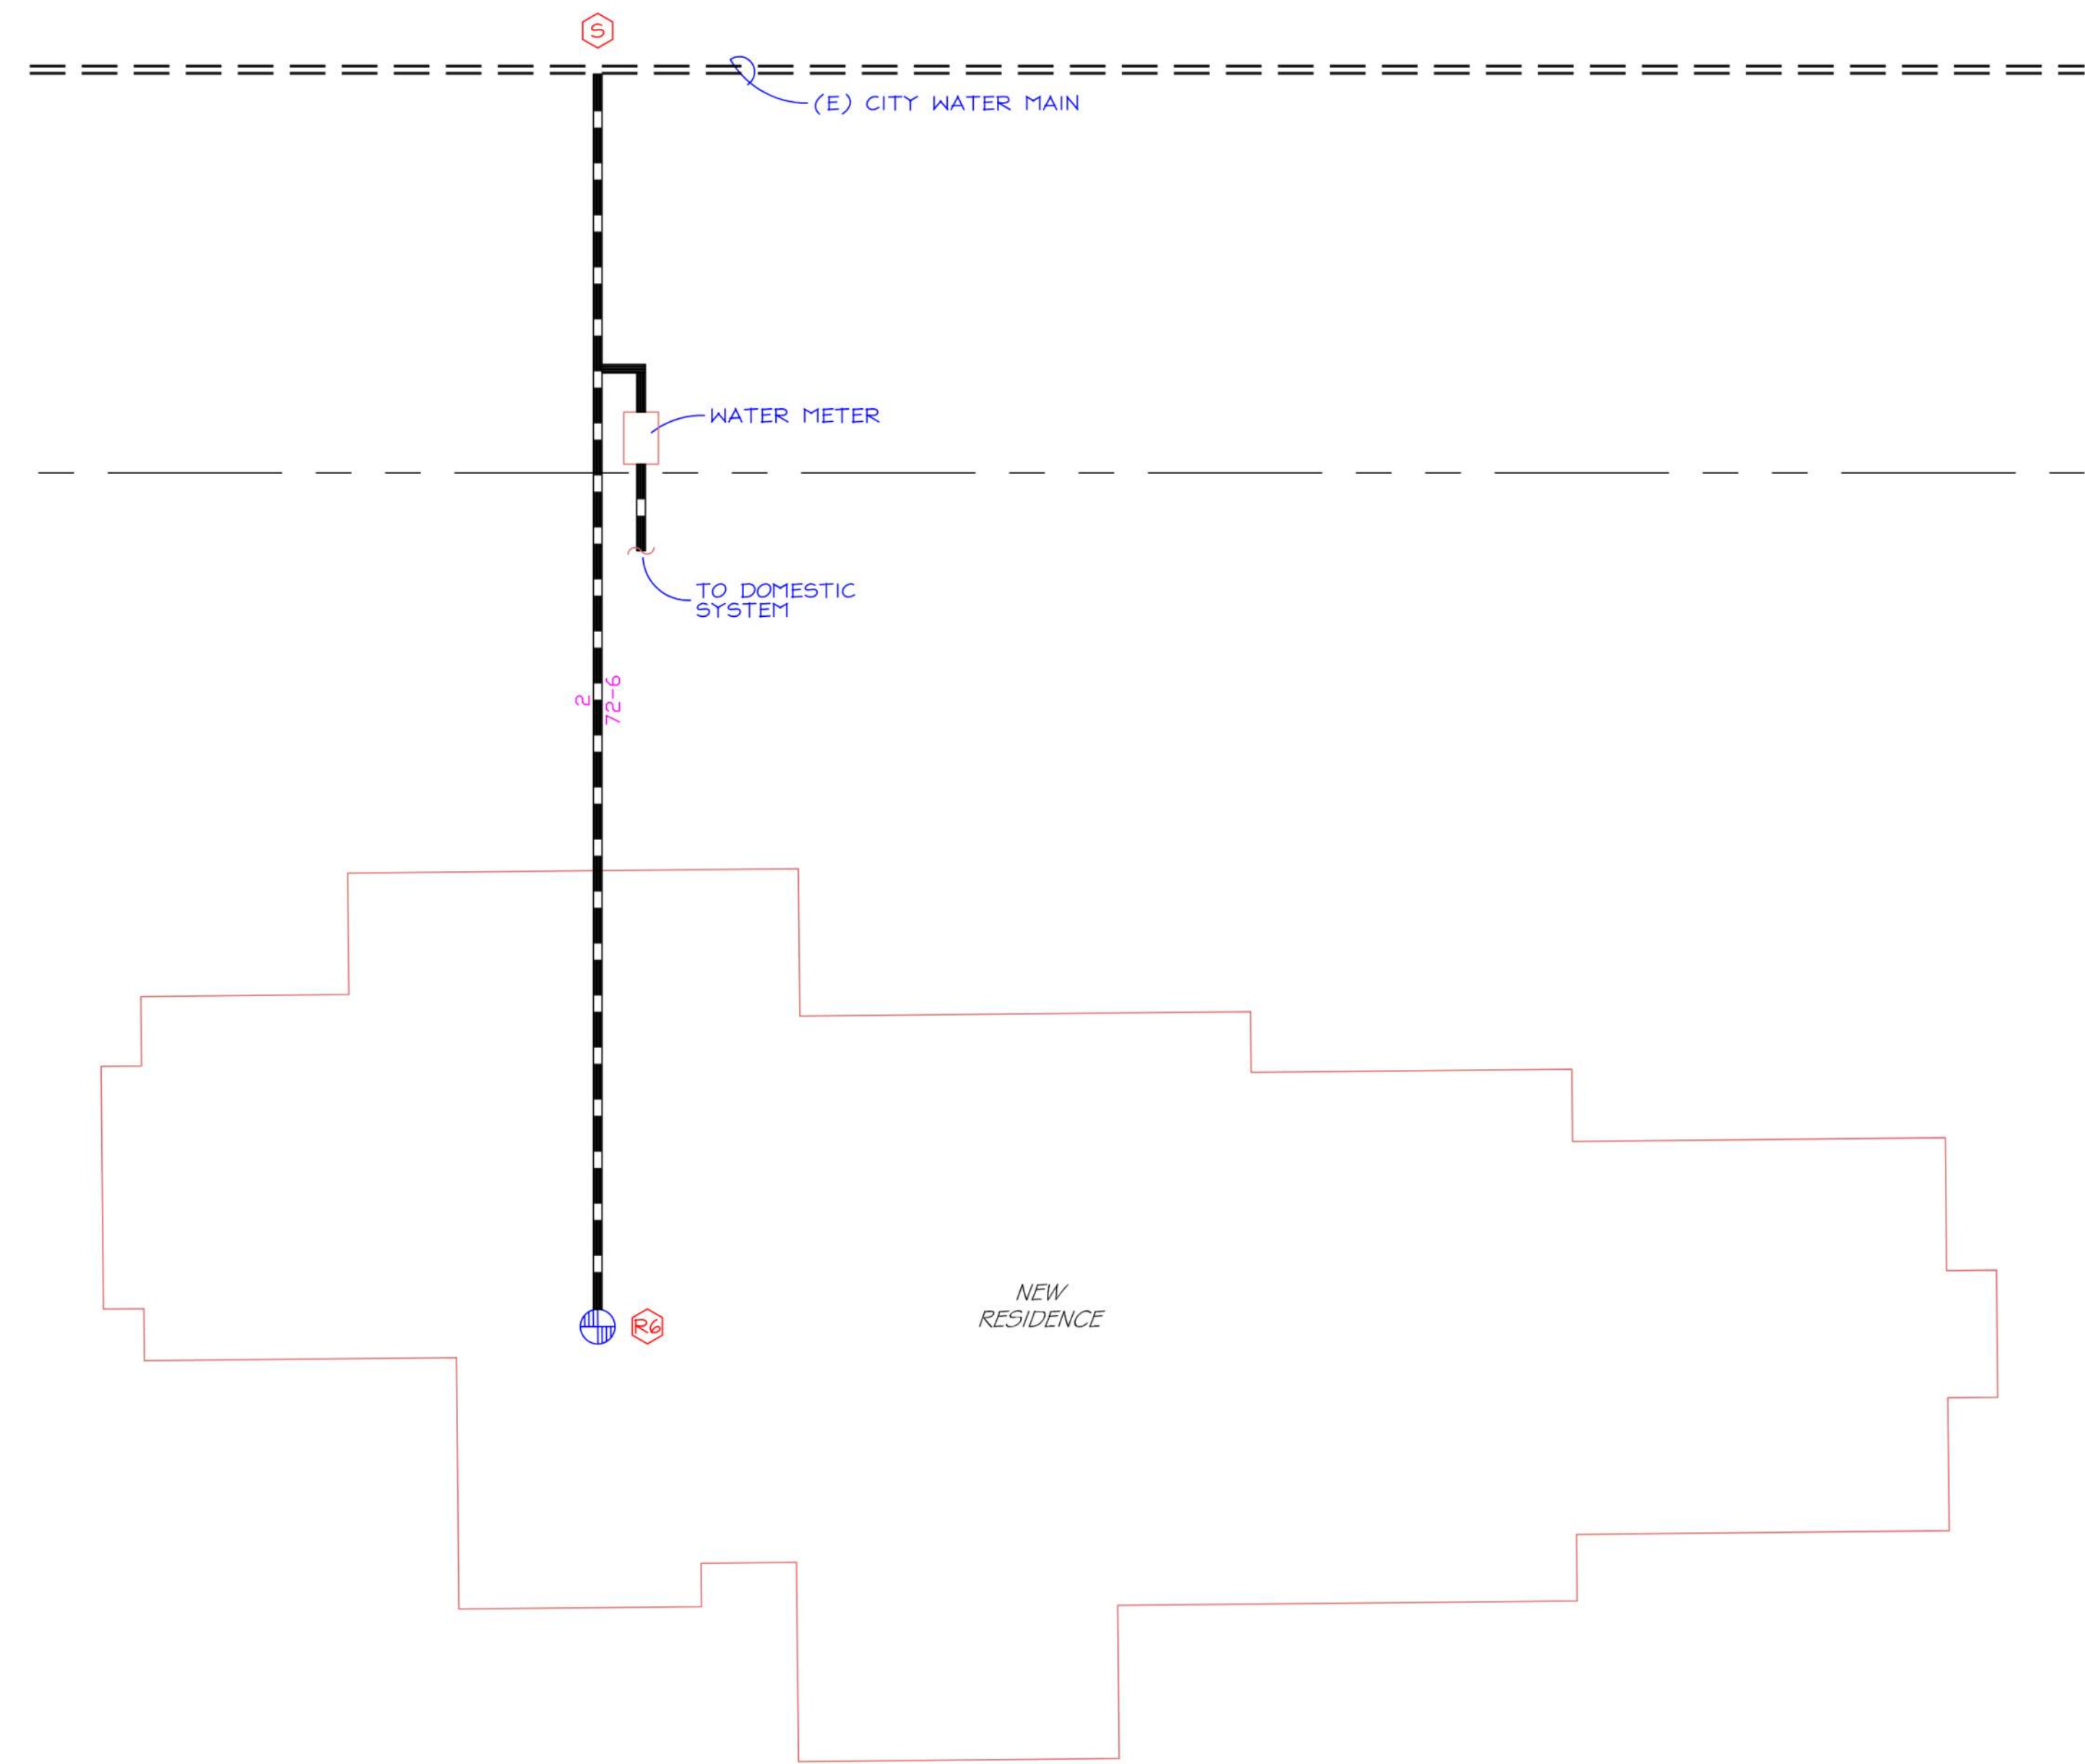 S
(E) CITY WATER MAIN
WATER METER
TO DOMESTIC
SYSTEM
2
72-6
NEW
RESIDENCE
R6